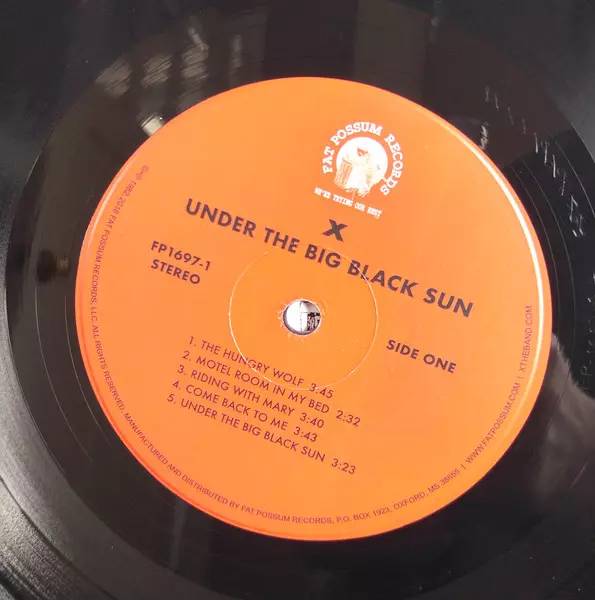 FAT POSSUM RECORDS
WE'RE TRYING OUR BEST
X
UNDER THE BIG BLACK SUN
FP1697-1
STEREO
SIDE ONE
1. THE HUNGRY WOLF 3:45
2. MOTEL ROOM IN MY BED 2:32
3. RIDING WITH MARY 3:40
4. COME BACK TO ME 3:43
5. UNDER THE BIG BLACK SUN 3:23
℗© 1982, 2018 FAT POSSUM RECORDS, LLC. ALL RIGHTS RESERVED. MANUFACTURED AND DISTRIBUTED BY FAT POSSUM RECORDS, P.O. BOX 1923, OXFORD, MS 38655 | WWW.FATPOSSUM.COM | XTHEBAND.COM